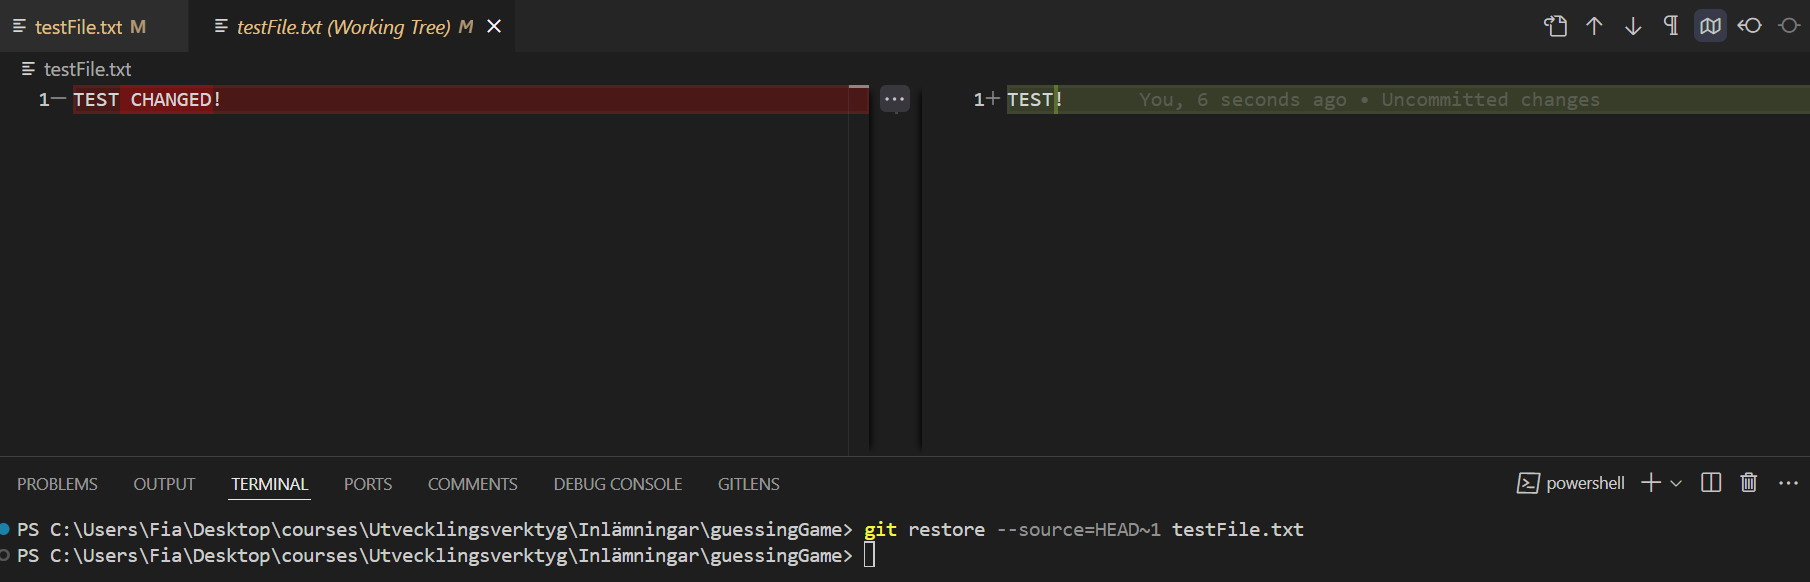 testFile.txt M testFile.txt (Working Tree) M
testFile.txt
1 TEST CHANGED!
1 TEST! You, 6 seconds ago • Uncommitted changes
PROBLEMS OUTPUT TERMINAL PORTS COMMENTS DEBUG CONSOLE GITLENS powershell
PS C:\Users\Fia\Desktop\courses\Utvecklingsverktyg\Inlämningar\guessingGame> git restore --source=HEAD~1 testFile.txt
PS C:\Users\Fia\Desktop\courses\Utvecklingsverktyg\Inlämningar\guessingGame>